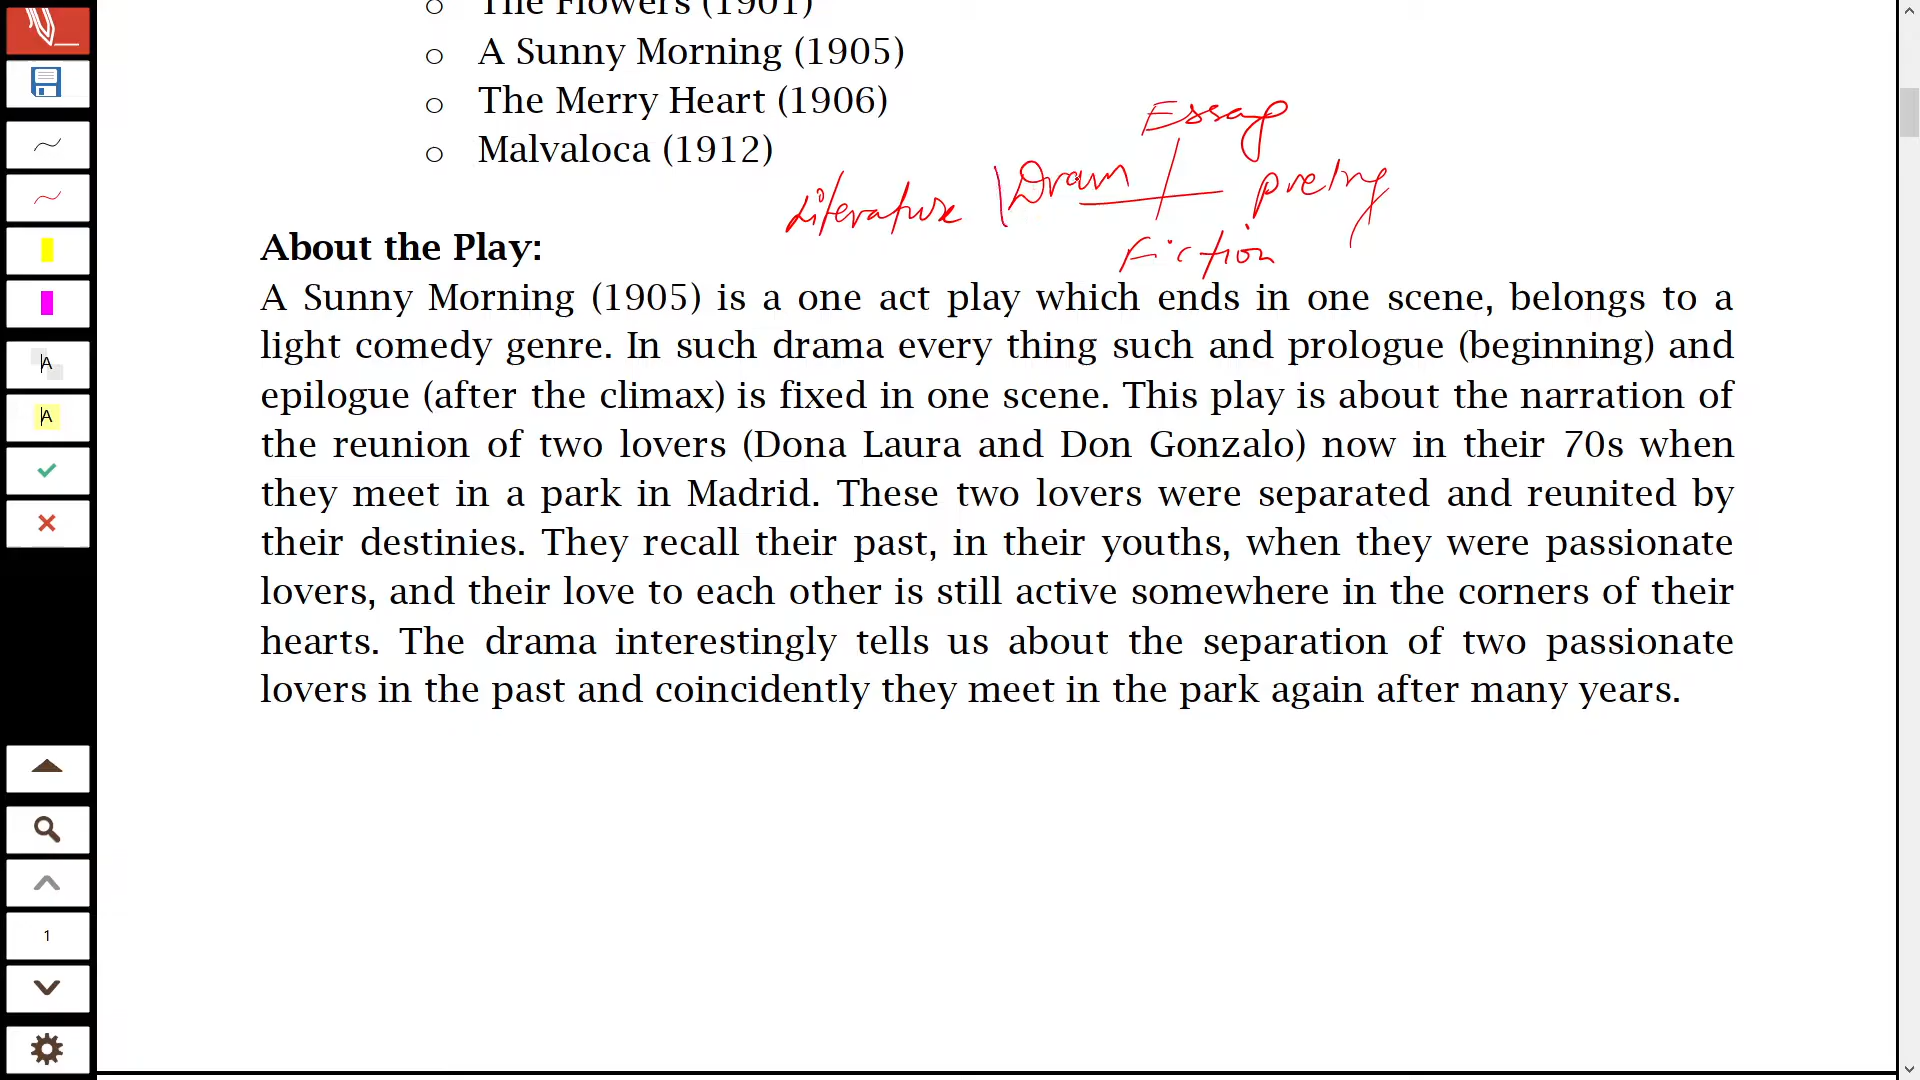 The Flowers (1901)
A Sunny Morning (1905)
The Merry Heart (1906)
Malvaloca (1912)
Essay
Literature Dram poetry
Fiction
About the Play:
A Sunny Morning (1905) is a one act play which ends in one scene, belongs to a
light comedy genre. In such drama every thing such and prologue (beginning) and
epilogue (after the climax) is fixed in one scene. This play is about the narration of
the reunion of two lovers (Dona Laura and Don Gonzalo) now in their 70s when
they meet in a park in Madrid. These two lovers were separated and reunited by
their destinies. They recall their past, in their youths, when they were passionate
lovers, and their love to each other is still active somewhere in the corners of their
hearts. The drama interestingly tells us about the separation of two passionate
lovers in the past and coincidently they meet in the park again after many years.
A
A
1